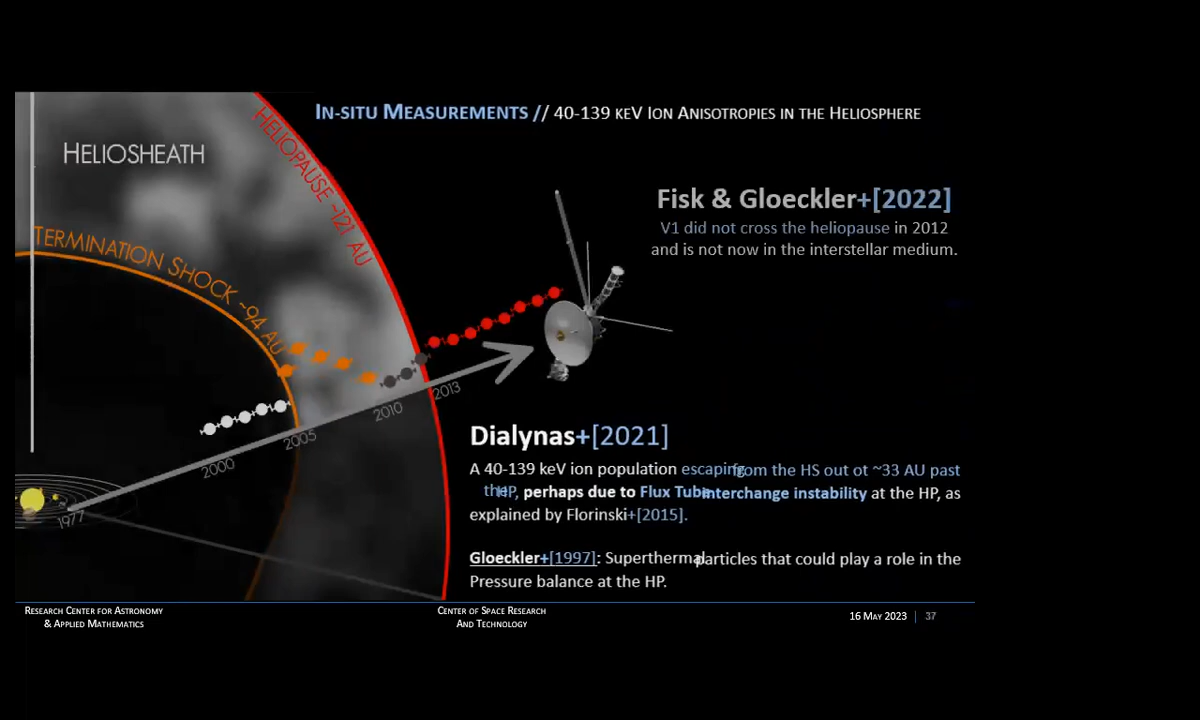 IN-SITU MEASUREMENTS // 40-139 KEV ION ANISOTROPIES IN THE HELIOSPHERE
HELIOSHEATH
HELIOPAUSE ~121 AU
TERMINATION SHOCK ~94 AU
Fisk & Gloeckler+[2022]
V1 did not cross the heliopause in 2012
and is not now in the interstellar medium.
1977
2000
2005
2010
2013
Dialynas+[2021]
A 40-139 keV ion population escaping from the HS out ot ~33 AU past
the HP, perhaps due to Flux Tube interchange instability at the HP, as
explained by Florinski+[2015].
Gloeckler+[1997]: Superthermal particles that could play a role in the
Pressure balance at the HP.
RESEARCH CENTER FOR ASTRONOMY
& APPLIED MATHEMATICS
CENTER OF SPACE RESEARCH
AND TECHNOLOGY
16 MAY 2023 | 37